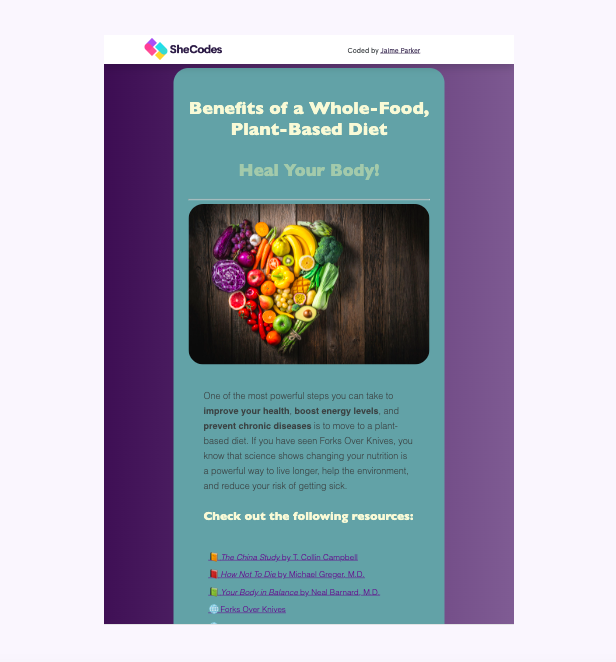 SheCodes
Coded by Jaime Parker
Benefits of a Whole-Food,
Plant-Based Diet
Heal Your Body!
One of the most powerful steps you can take to
improve your health, boost energy levels, and
prevent chronic diseases is to move to a plant-
based diet. If you have seen Forks Over Knives, you
know that science shows changing your nutrition is
a powerful way to live longer, help the environment,
and reduce your risk of getting sick.
Check out the following resources:
The China Study by T. Collin Campbell
How Not To Die by Michael Greger, M.D.
Your Body in Balance by Neal Barnard, M.D.
Forks Over Knives